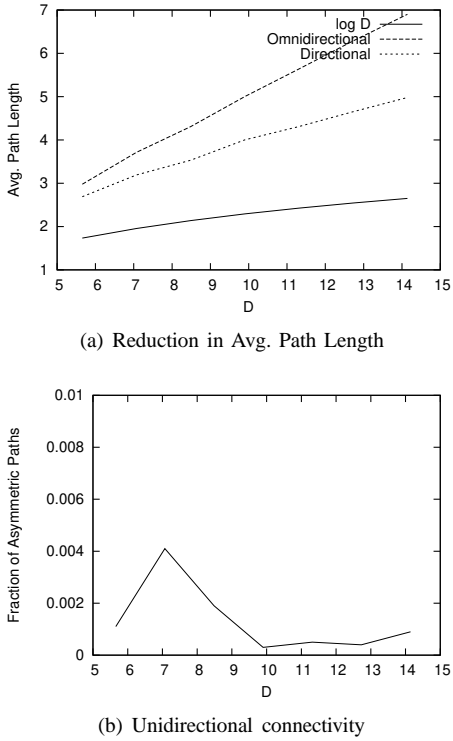 7
6
5
4
3
2
1
Avg. Path Length
log D
Omnidirectional
Directional
5 6 7 8 9 10 11 12 13 14 15
D
(a) Reduction in Avg. Path Length
0.01
0.008
0.006
0.004
0.002
0
Fraction of Asymmetric Paths
5 6 7 8 9 10 11 12 13 14 15
D
(b) Unidirectional connectivity